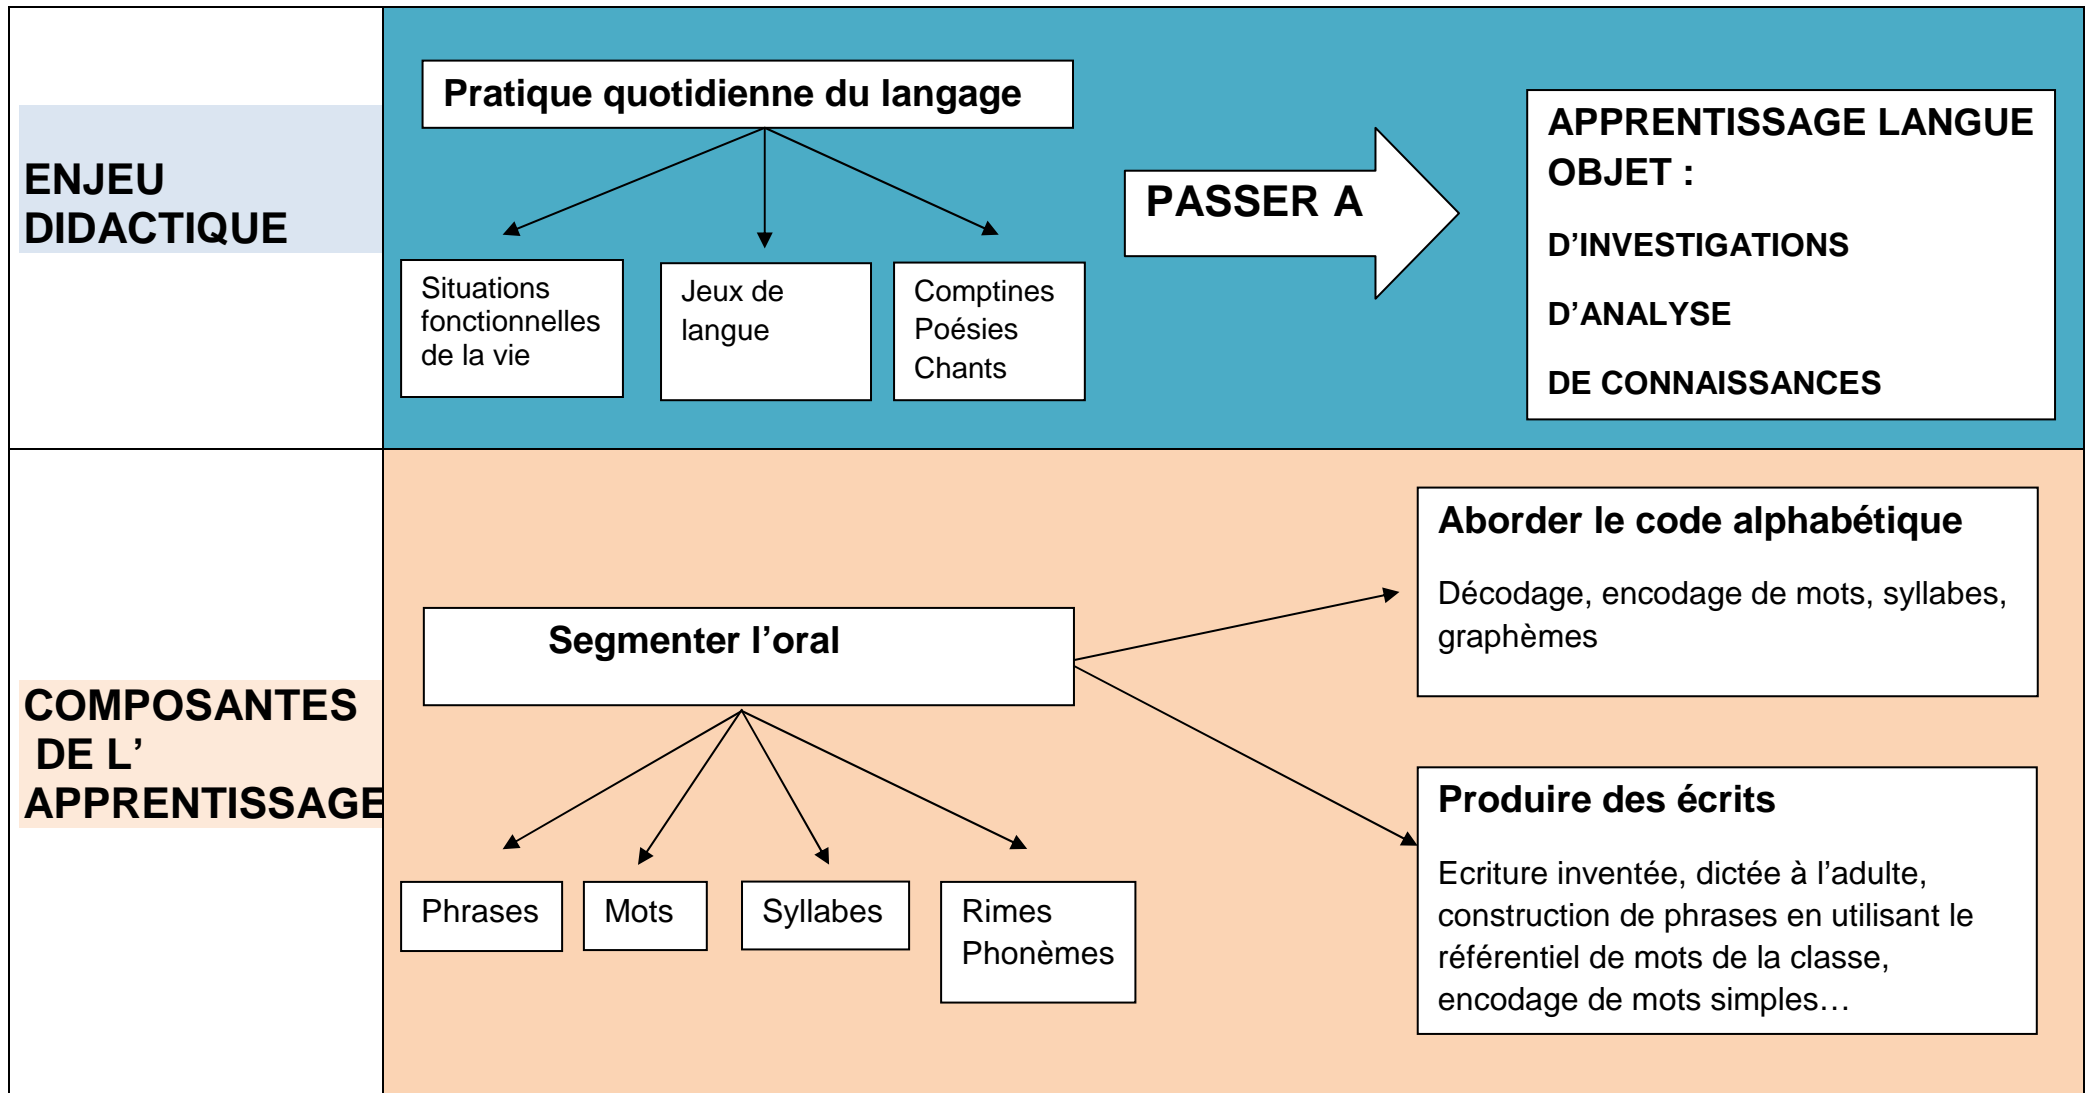 ENJEU
DIDACTIQUE
Pratique quotidienne du langage
Situations
fonctionnelles
de la vie
Jeux de
langue
Comptines
Poésies
Chants
PASSER A
APPRENTISSAGE LANGUE
OBJET :
D’INVESTIGATIONS
D’ANALYSE
DE CONNAISSANCES
COMPOSANTES
DE L’
APPRENTISSAGE
Segmenter l’oral
Phrases
Mots
Syllabes
Rimes
Phonèmes
Aborder le code alphabétique
Décodage, encodage de mots, syllabes,
graphèmes
Produire des écrits
Ecriture inventée, dictée à l’adulte,
construction de phrases en utilisant le
référentiel de mots de la classe,
encodage de mots simples…